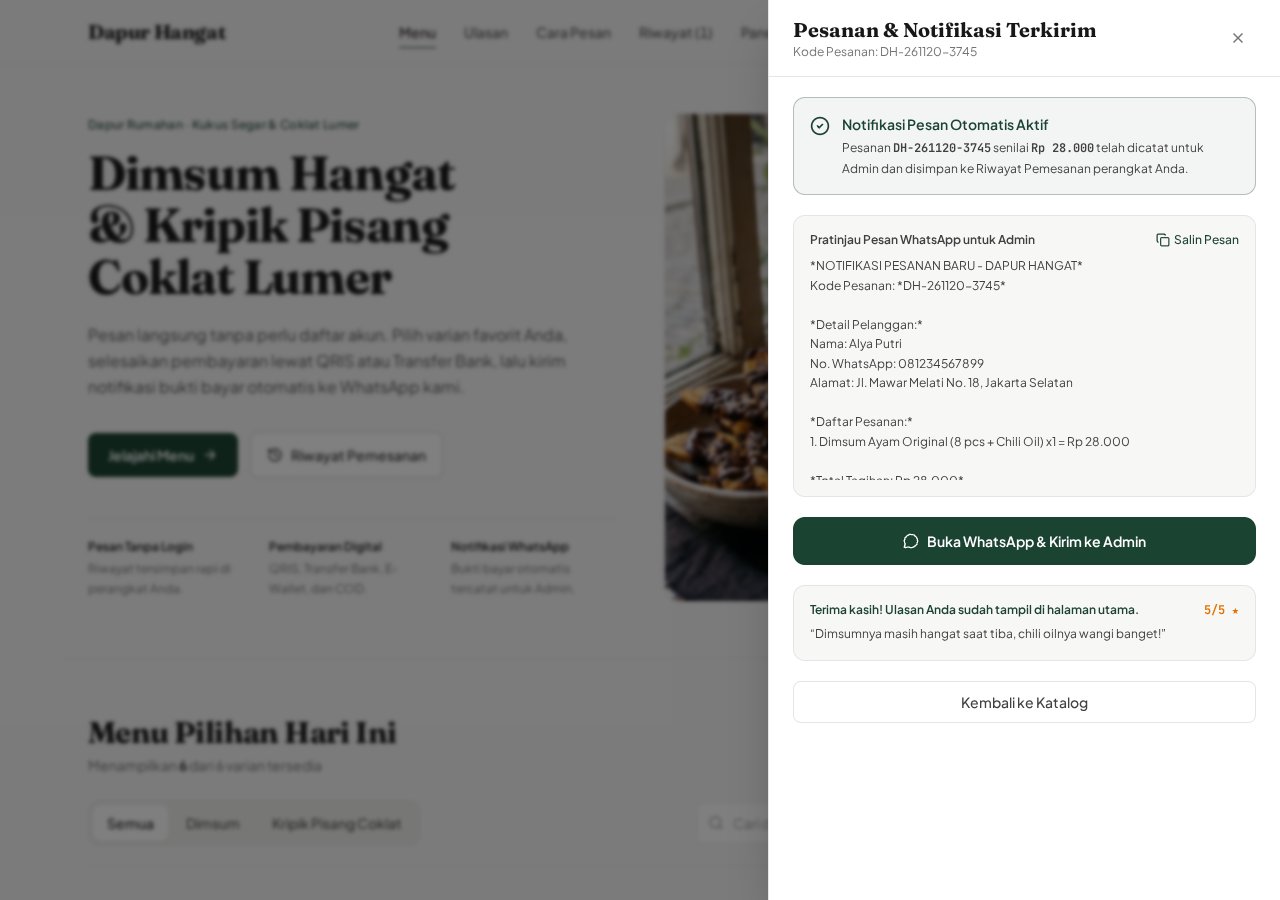 Dapur Hangat
Menu
Ulasan
Cara Pesan
Riwayat (1)
Dapur Rumahan · Kukus Segar & Coklat Lumer
Dimsum Hangat
& Kripik Pisang
Coklat Lumer
Pesan langsung tanpa perlu daftar akun. Pilih varian favorit Anda,
selesaikan pembayaran lewat QRIS atau Transfer Bank, lalu kirim
notifikasi bukti bayar otomatis ke WhatsApp kami.
Jelajahi Menu
Riwayat Pemesanan
Pesan Tanpa Login
Riwayat tersimpan rapi di
perangkat Anda.
Pembayaran Digital
QRIS, Transfer Bank, E-
Wallet, dan COD.
Notifikasi WhatsApp
Bukti bayar otomatis
tercatat untuk Admin.
Menu Pilihan Hari Ini
Menampilkan 6 dari 6 varian tersedia
Semua
Dimsum
Kripik Pisang Coklat
Pesanan & Notifikasi Terkirim
Kode Pesanan: DH-261120-3745
Notifikasi Pesan Otomatis Aktif
Pesanan DH-261120-3745 senilai Rp 28.000 telah dicatat untuk
Admin dan disimpan ke Riwayat Pemesanan perangkat Anda.
Pratinjau Pesan WhatsApp untuk Admin
Salin Pesan
*NOTIFIKASI PESANAN BARU - DAPUR HANGAT*
Kode Pesanan: *DH-261120-3745*
*Detail Pelanggan:*
Nama: Alya Putri
No. WhatsApp: 081234567899
Alamat: Jl. Mawar Melati No. 18, Jakarta Selatan
*Daftar Pesanan:*
1. Dimsum Ayam Original (8 pcs + Chili Oil) x1 = Rp 28.000
*Total Tagihan: Rp 28.000*
Buka WhatsApp & Kirim ke Admin
Terima kasih! Ulasan Anda sudah tampil di halaman utama.
5/5 ★
“Dimsumnya masih hangat saat tiba, chili oilnya wangi banget!”
Kembali ke Katalog